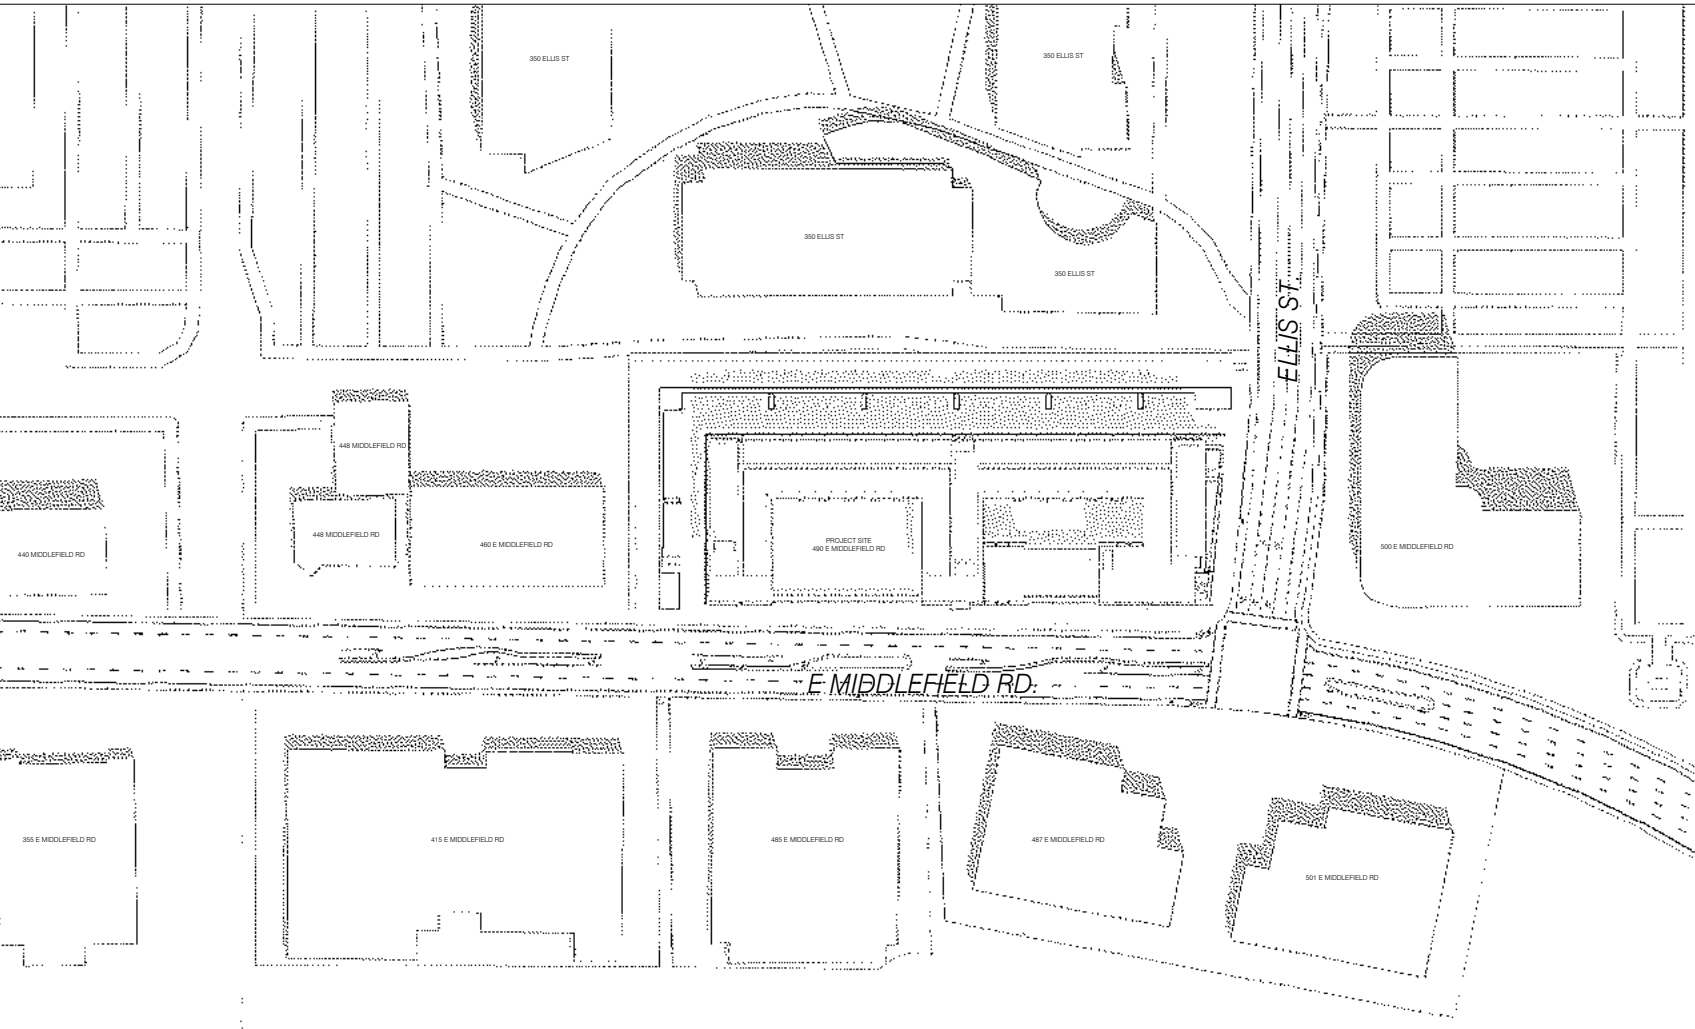 350 ELLIS ST
350 ELLIS ST
350 ELLIS ST
350 ELLIS ST
ELLIS ST.
448 MIDDLEFIELD RD
448 MIDDLEFIELD RD
440 MIDDLEFIELD RD
460 E MIDDLEFIELD RD
PROJECT SITE
490 E MIDDLEFIELD RD
500 E MIDDLEFIELD RD
E MIDDLEFIELD RD.
355 E MIDDLEFIELD RD
415 E MIDDLEFIELD RD
485 E MIDDLEFIELD RD
487 E MIDDLEFIELD RD
501 E MIDDLEFIELD RD